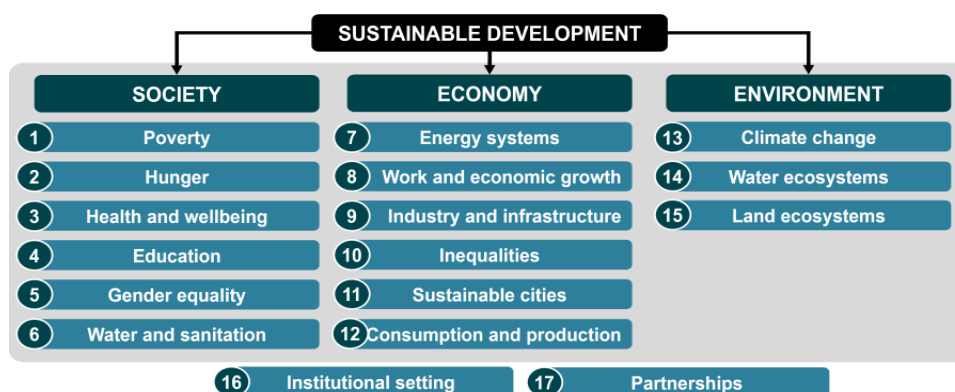 SUSTAINABLE DEVELOPMENT
SOCIETY
1 Poverty
2 Hunger
3 Health and wellbeing
4 Education
5 Gender equality
6 Water and sanitation
ECONOMY
7 Energy systems
8 Work and economic growth
9 Industry and infrastructure
10 Inequalities
11 Sustainable cities
12 Consumption and production
ENVIRONMENT
13 Climate change
14 Water ecosystems
15 Land ecosystems
16 Institutional setting
17 Partnerships